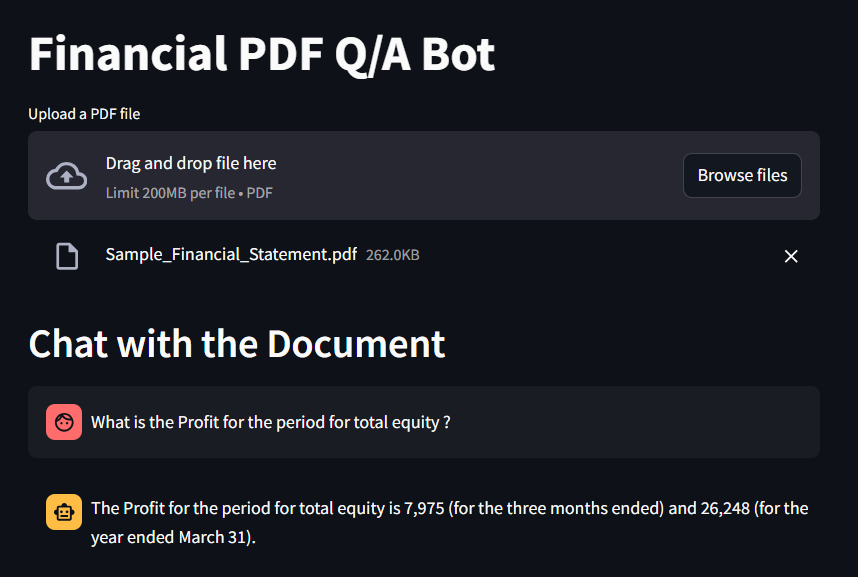 Financial PDF Q/A Bot
Upload a PDF file
Drag and drop file here
Limit 200MB per file • PDF
Browse files
Sample_Financial_Statement.pdf 262.0KB
Chat with the Document
What is the Profit for the period for total equity ?
The Profit for the period for total equity is 7,975 (for the three months ended) and 26,248 (for the
year ended March 31).